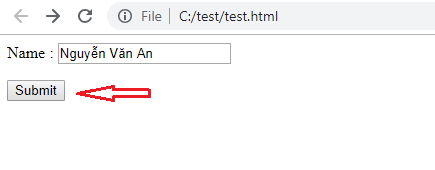 File C:/test/test.html
Name : Nguyễn Văn An
Submit